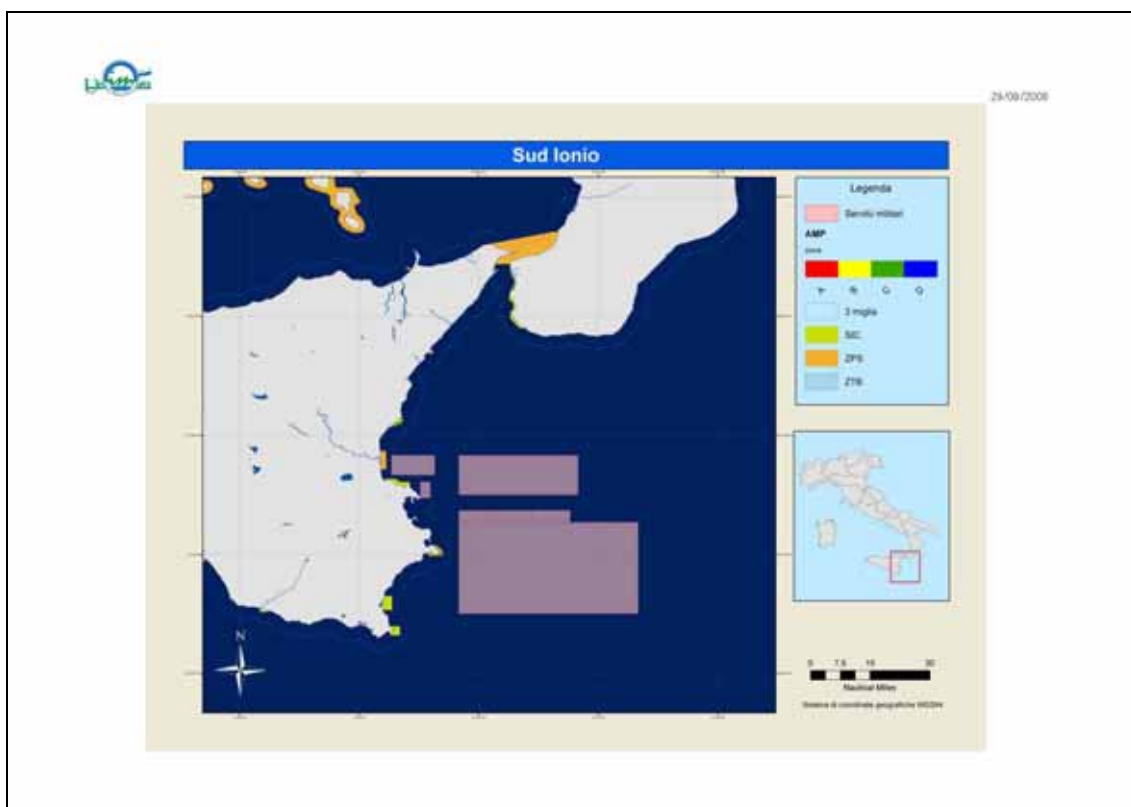 29/09/2008
Sud Ionio
Legenda
Servitù militari
AMP
zona
A B C D
3 miglia
SIC
ZPS
ZTB
N
0 7.5 15 30
Nautical Miles
Sistema di coordinate geografiche WGS84